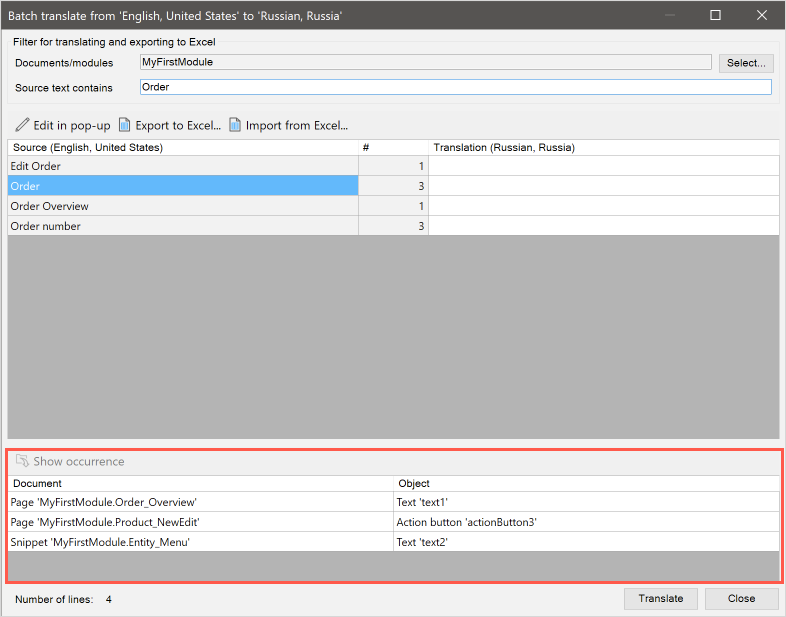 Batch translate from 'English, United States' to 'Russian, Russia'
Filter for translating and exporting to Excel
Documents/modules MyFirstModule Select...
Source text contains Order
Edit in pop-up Export to Excel... Import from Excel...
Source (English, United States) # Translation (Russian, Russia)
Edit Order 1
Order 3
Order Overview 1
Order number 3
Show occurrence
Document Object
Page 'MyFirstModule.Order_Overview' Text 'text1'
Page 'MyFirstModule.Product_NewEdit' Action button 'actionButton3'
Snippet 'MyFirstModule.Entity_Menu' Text 'text2'
Number of lines: 4 Translate Close